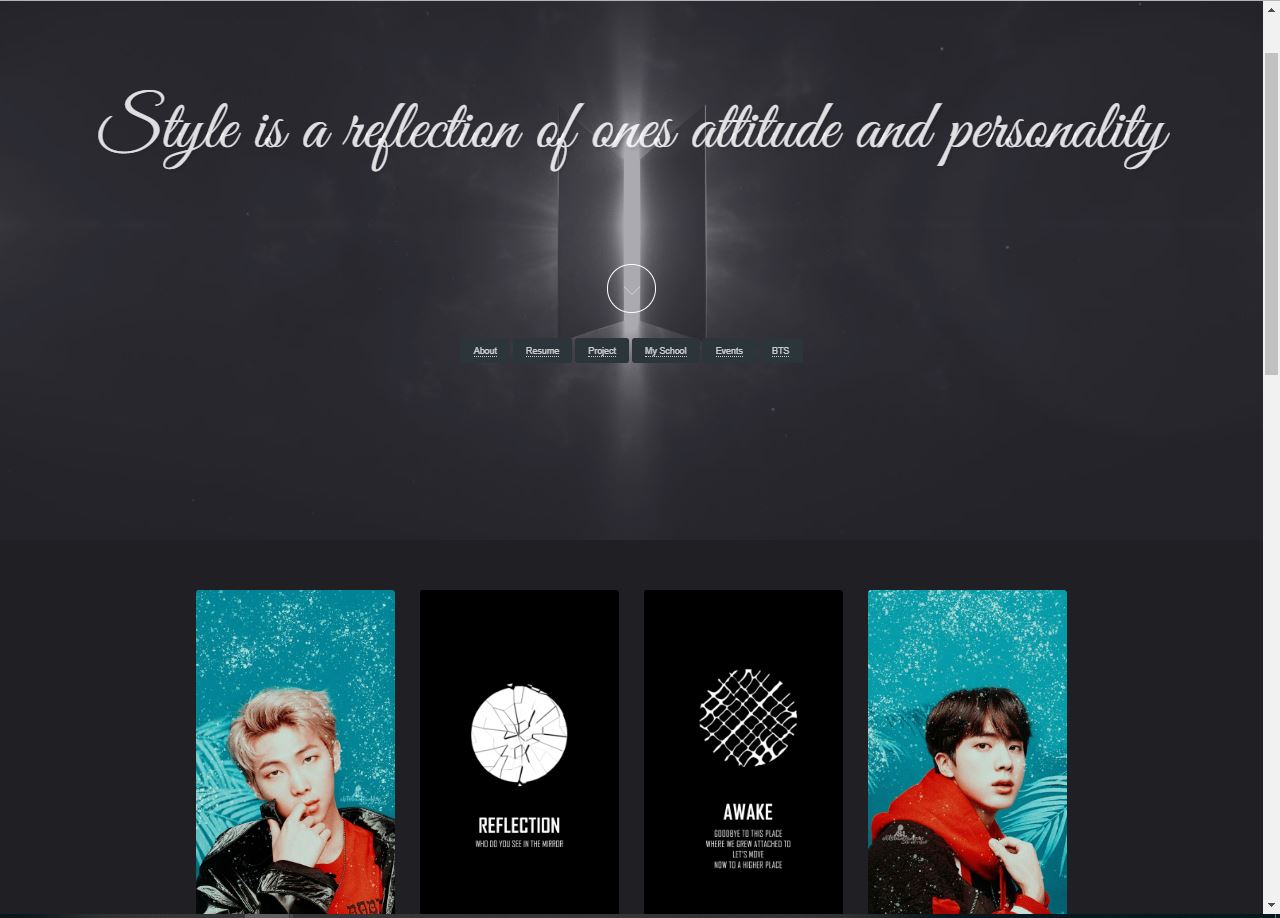 Style is a reflection of ones attitude and personality
About Resume Project My School Events BTS
REFLECTION
WHO DO YOU SEE IN THE MIRROR
AWAKE
GOODBYE TO THIS PLACE
WHERE WE GREW ATTACHED TO
LET'S MOVE
NOW TO A HIGHER PLACE